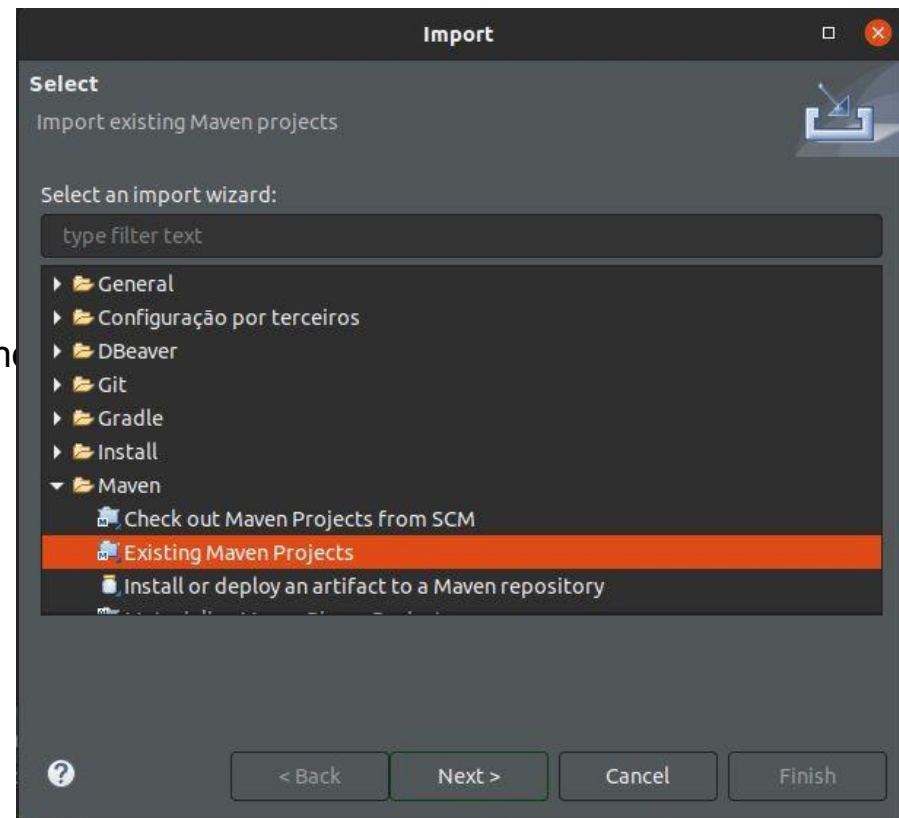 Import
Select
Import existing Maven projects
Select an import wizard:
type filter text
General
Configuração por terceiros
DBeaver
Git
Gradle
Install
Maven
Check out Maven Projects from SCM
Existing Maven Projects
Install or deploy an artifact to a Maven repository
< Back Next > Cancel Finish